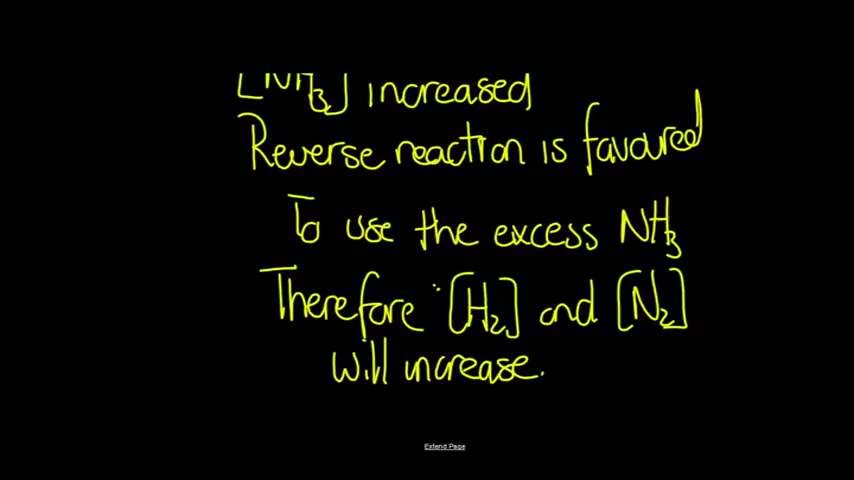 [NH3] increased
Reverse reaction is favoured
To use the excess NH3
Therefore [H2] and [N2]
will increase.
Extend Page